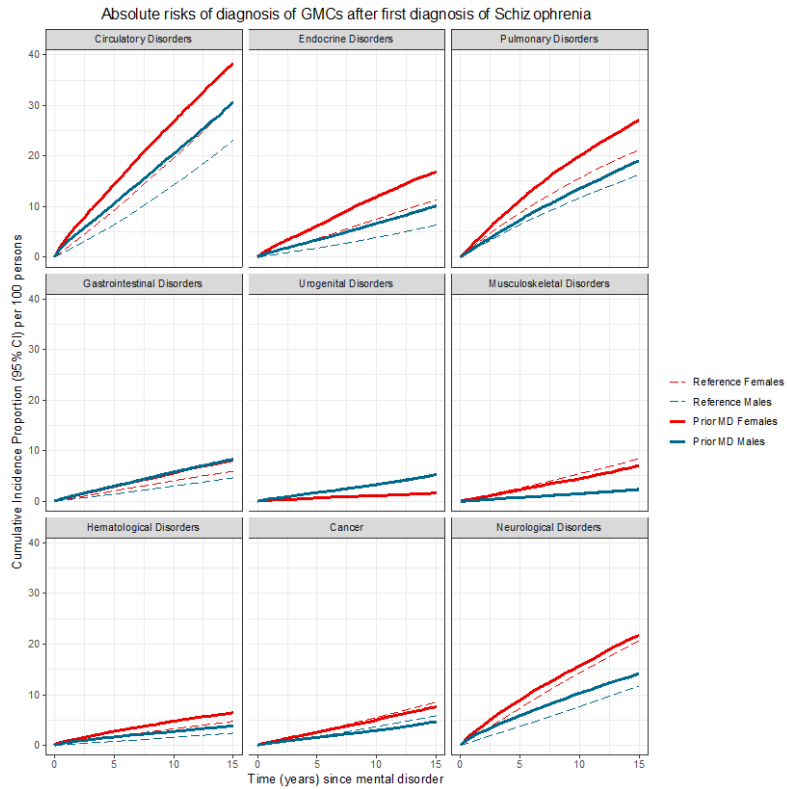 Absolute risks of diagnosis of GMCs after first diagnosis of Schizophrenia
Circulatory Disorders Endocrine Disorders Pulmonary Disorders
40
30
20
10
0
Gastrointestinal Disorders Urogenital Disorders Musculoskeletal Disorders
40
30
20
10
0
Hematological Disorders Cancer Neurological Disorders
40
30
20
10
0
0 5 10 15 0 5 10 15 0 5 10 15
Time (years) since mental disorder
Cumulative Incidence Proportion (95% CI) per 100 persons
Reference Females
Reference Males
Prior MD Females
Prior MD Males